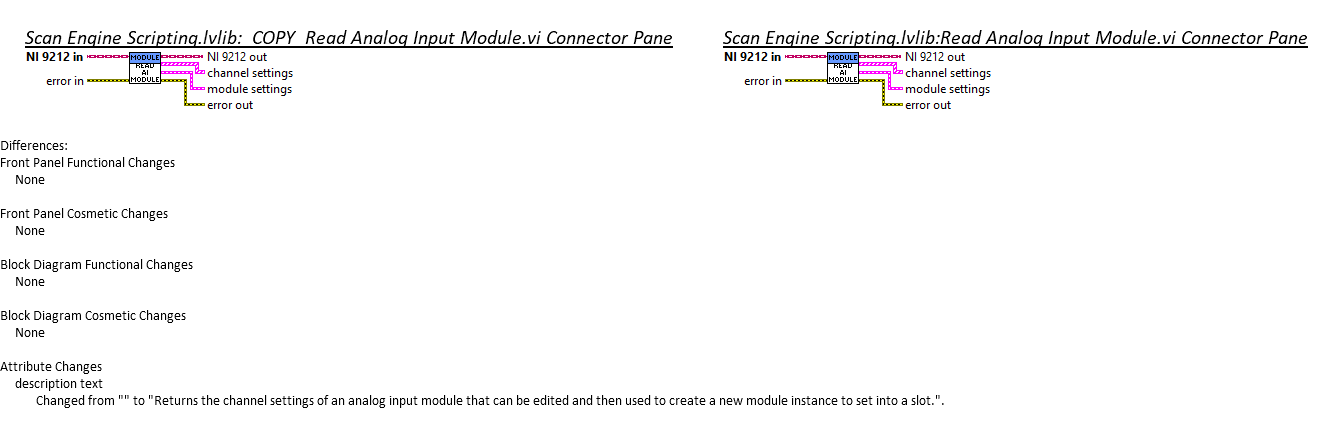 Scan Engine Scripting.lvlib:_COPY_Read Analog Input Module.vi Connector Pane
NI 9212 in
MODULE
READ
AI
MODULE
NI 9212 out
channel settings
error in
module settings
error out
Scan Engine Scripting.lvlib:Read Analog Input Module.vi Connector Pane
NI 9212 in
MODULE
READ
AI
MODULE
NI 9212 out
channel settings
error in
module settings
error out
Differences:
Front Panel Functional Changes
None
Front Panel Cosmetic Changes
None
Block Diagram Functional Changes
None
Block Diagram Cosmetic Changes
None
Attribute Changes
description text
Changed from "" to "Returns the channel settings of an analog input module that can be edited and then used to create a new module instance to set into a slot.".